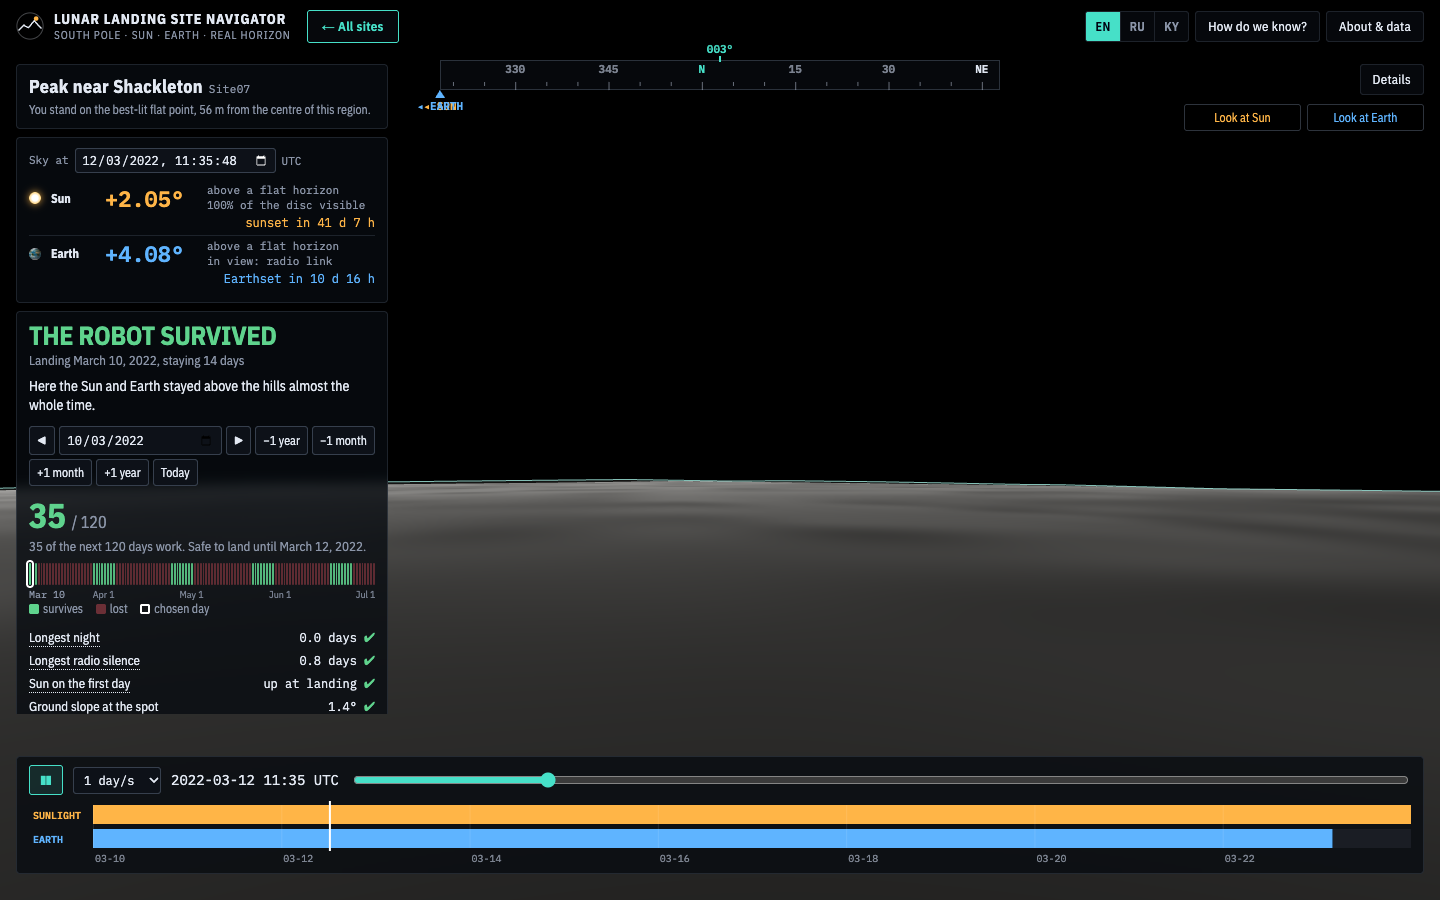 LUNAR LANDING SITE NAVIGATOR
SOUTH POLE · SUN · EARTH · REAL HORIZON
← All sites
EN RU KY
How do we know?
About & data
003°
330 345 N 15 30 NE
Details
Look at Sun
Look at Earth
Peak near Shackleton Site07
You stand on the best-lit flat point, 56 m from the centre of this region.
Sky at 12/03/2022, 11:35:48 UTC
Sun +2.05°
above a flat horizon
100% of the disc visible
sunset in 41 d 7 h
Earth +4.08°
above a flat horizon
in view: radio link
Earthset in 10 d 16 h
THE ROBOT SURVIVED
Landing March 10, 2022, staying 14 days
Here the Sun and Earth stayed above the hills almost the
whole time.
◀ 10/03/2022 ▶ −1 year −1 month
+1 month +1 year Today
35 / 120
35 of the next 120 days work. Safe to land until March 12, 2022.
Mar 10 Apr 1 May 1 Jun 1 Jul 1
survives lost chosen day
Longest night 0.0 days ✔
Longest radio silence 0.8 days ✔
Sun on the first day up at landing ✔
Ground slope at the spot 1.4° ✔
1 day/s 2022-03-12 11:35 UTC
SUNLIGHT
EARTH
03-10 03-12 03-14 03-16 03-18 03-20 03-22